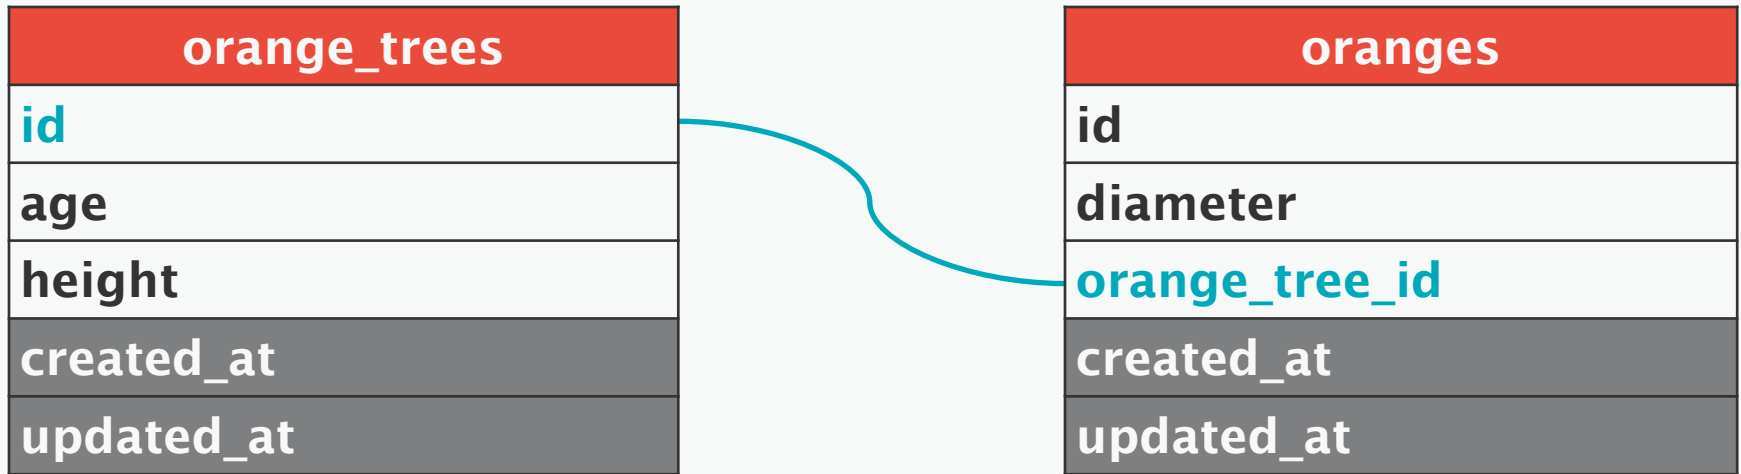 orange_trees
id
age
height
created_at
updated_at
oranges
id
diameter
orange_tree_id
created_at
updated_at